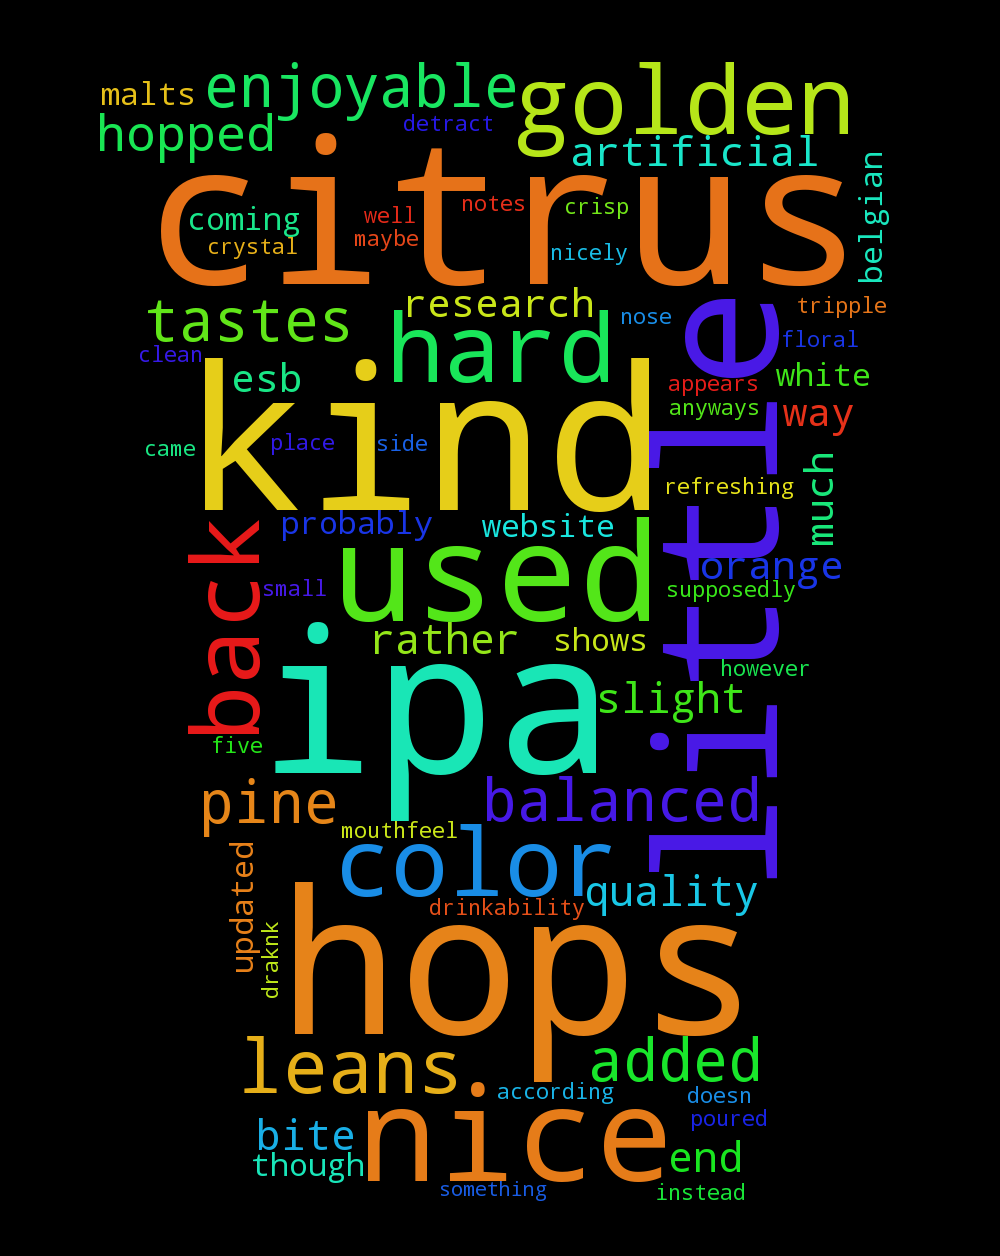 malts
enjoyable
golden
hopped
detract
artificial
citrus
belgian
coming
well
notes
crisp
crystal
maybe
nicely
tastes
research
nose
tripple
little
hard
floral
clean
esb
kind
appears
white
anyways
way
came
place
side
refreshing
much
back
probably
website
used
orange
small
supposedly
ipa
rather
shows
however
slight
five
pine
balanced
mouthfeel
color
updated
drinkability
quality
draknk
hops
leans
added
according
doesn
nice
poured
bite
though
end
something
instead